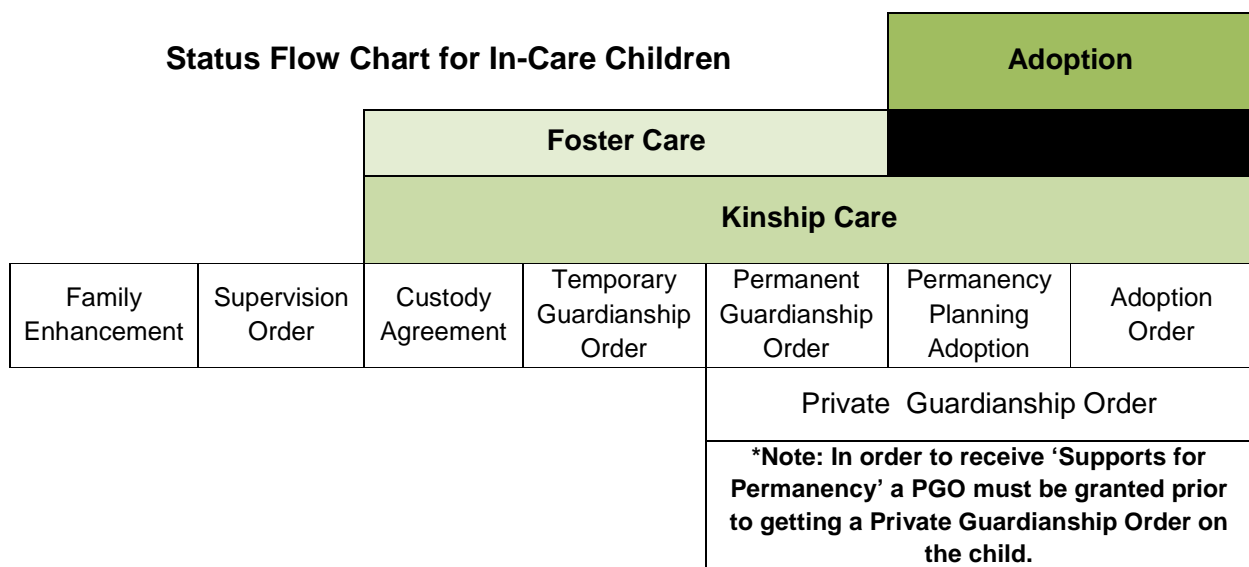 Status Flow Chart for In-Care Children
Adoption
Foster Care
Kinship Care
Family
Enhancement
Supervision
Order
Custody
Agreement
Temporary
Guardianship
Order
Permanent
Guardianship
Order
Permanency
Planning
Adoption
Adoption
Order
Private Guardianship Order
*Note: In order to receive ‘Supports for
Permanency’ a PGO must be granted prior
to getting a Private Guardianship Order on
the child.